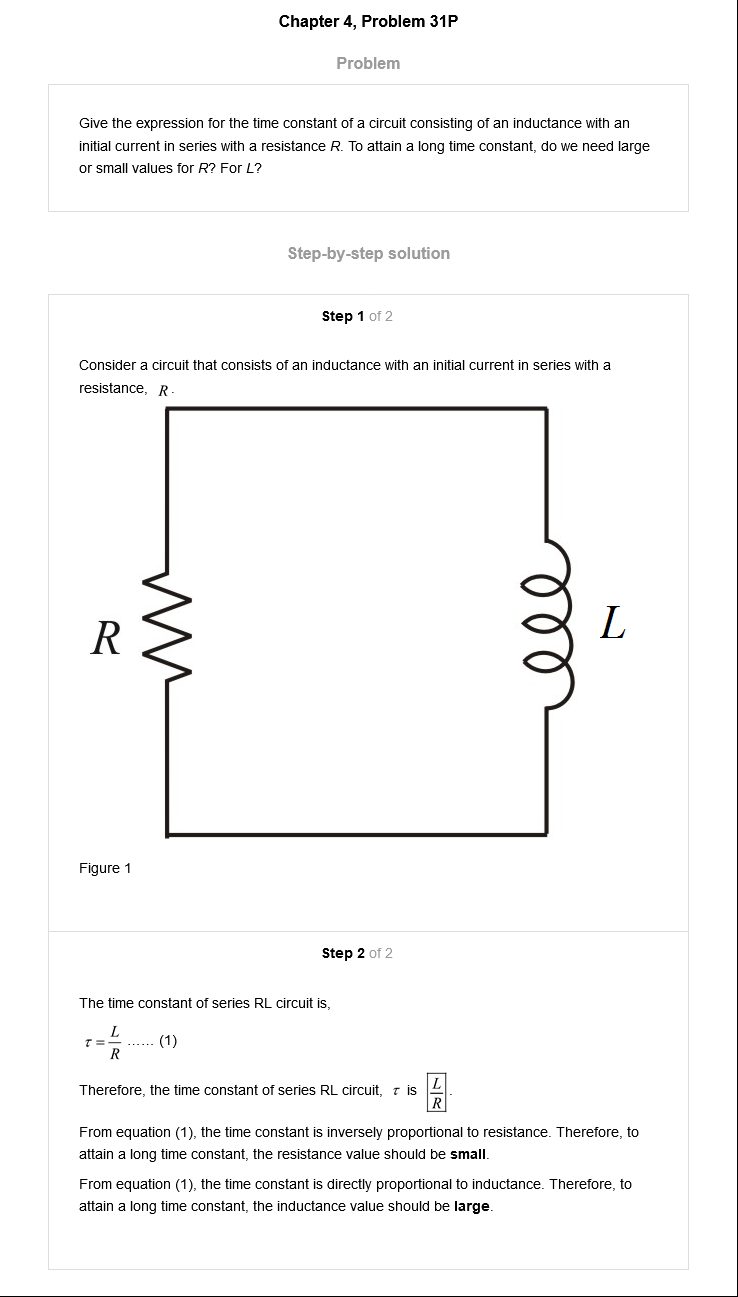 Chapter 4, Problem 31P
Problem
Give the expression for the time constant of a circuit consisting of an inductance with an
initial current in series with a resistance R. To attain a long time constant, do we need large
or small values for R? For L?
Step-by-step solution
Step 1 of 2
Consider a circuit that consists of an inductance with an initial current in series with a
resistance, R.
R
L
Figure 1
Step 2 of 2
The time constant of series RL circuit is,
τ = L/R ...... (1)
Therefore, the time constant of series RL circuit, τ is L/R.
From equation (1), the time constant is inversely proportional to resistance. Therefore, to
attain a long time constant, the resistance value should be small.
From equation (1), the time constant is directly proportional to inductance. Therefore, to
attain a long time constant, the inductance value should be large.